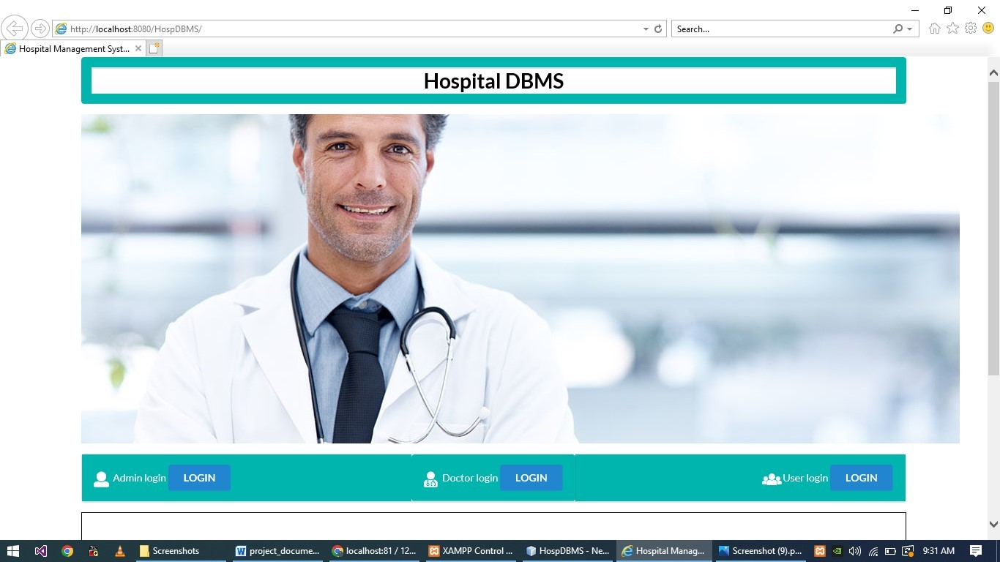 http://localhost:8080/HospDBMS/
Search...
Hospital Management Syst...
Hospital DBMS
Admin login LOGIN
Doctor login LOGIN
User login LOGIN
Screenshots
project_docume...
localhost:81 / 12...
XAMPP Control ...
HospDBMS - Ne...
Hospital Manag...
Screenshot (9).p...
9:31 AM